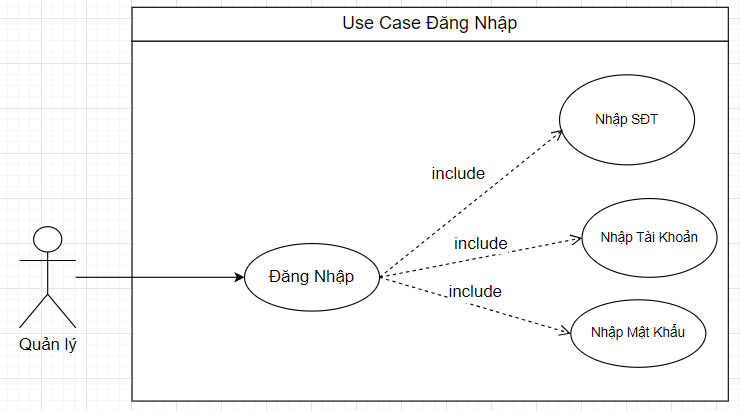 Use Case Đăng Nhập
Nhập SĐT
include
Nhập Tài Khoản
include
Đăng Nhập
include
Nhập Mật Khẩu
Quản lý